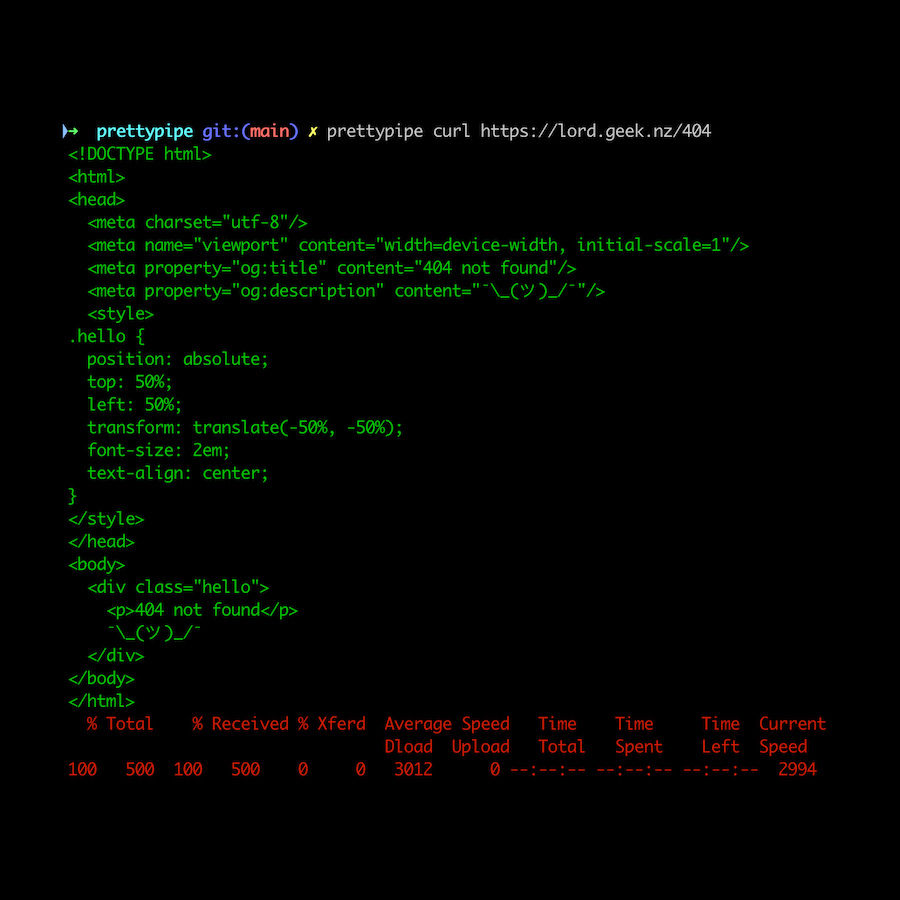 ➜  prettypipe git:(main) ✗ prettypipe curl https://lord.geek.nz/404
<!DOCTYPE html>
<html>
<head>
  <meta charset="utf-8"/>
  <meta name="viewport" content="width=device-width, initial-scale=1"/>
  <meta property="og:title" content="404 not found"/>
  <meta property="og:description" content="¯\_(ツ)_/¯"/>
  <style>
.hello {
  position: absolute;
  top: 50%;
  left: 50%;
  transform: translate(-50%, -50%);
  font-size: 2em;
  text-align: center;
}
</style>
</head>
<body>
  <div class="hello">
    <p>404 not found</p>
    ¯\_(ツ)_/¯
  </div>
</body>
</html>
  % Total    % Received % Xferd  Average Speed   Time    Time     Time  Current
                                 Dload  Upload   Total   Spent    Left  Speed
100   500  100   500    0     0   3012      0 --:--:-- --:--:-- --:--:--  2994